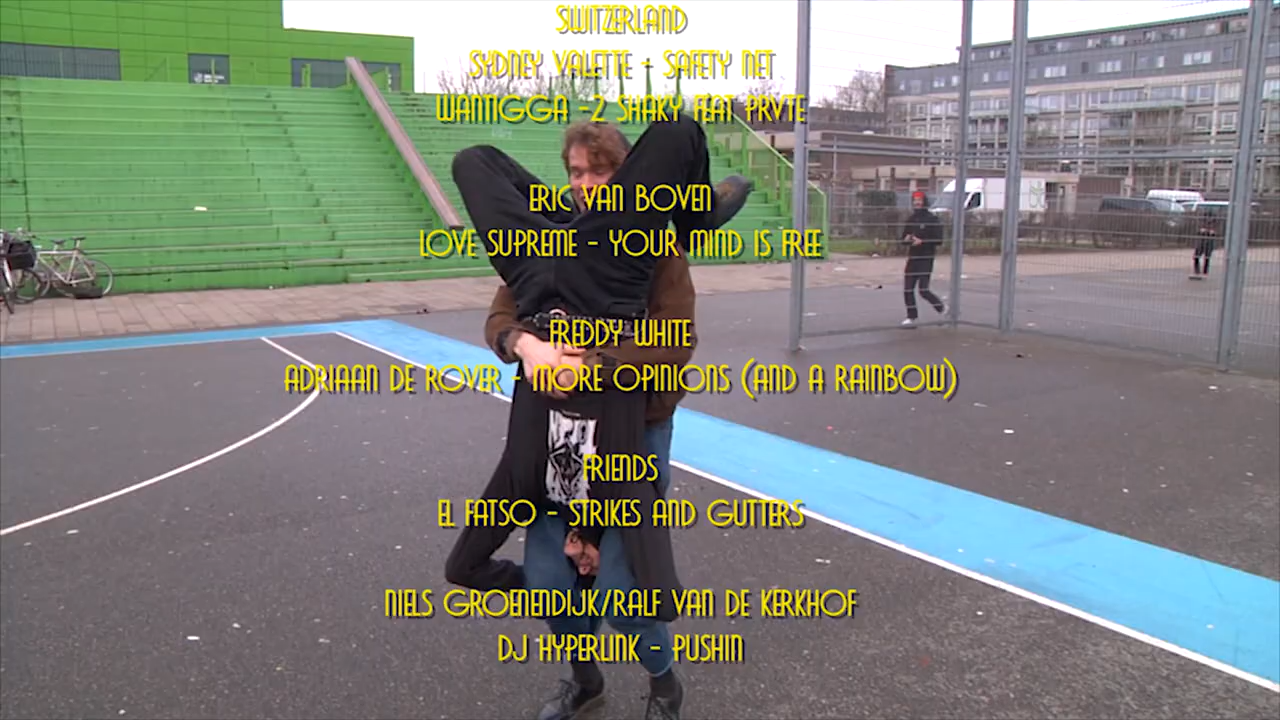 SWITZERLAND
SYDNEY VALETTE - SAFETY NET
WANTIGGA -2 SHAKY FEAT PRVTE
ERIC VAN BOVEN
LOVE SUPREME - YOUR MIND IS FREE
FREDDY WHITE
ADRIAAN DE ROVER - MORE OPINIONS (AND A RAINBOW)
FRIENDS
EL FATSO - STRIKES AND GUTTERS
NIELS GROENENDIJK/RALF VAN DE KERKHOF
DJ HYPERLINK - PUSHIN